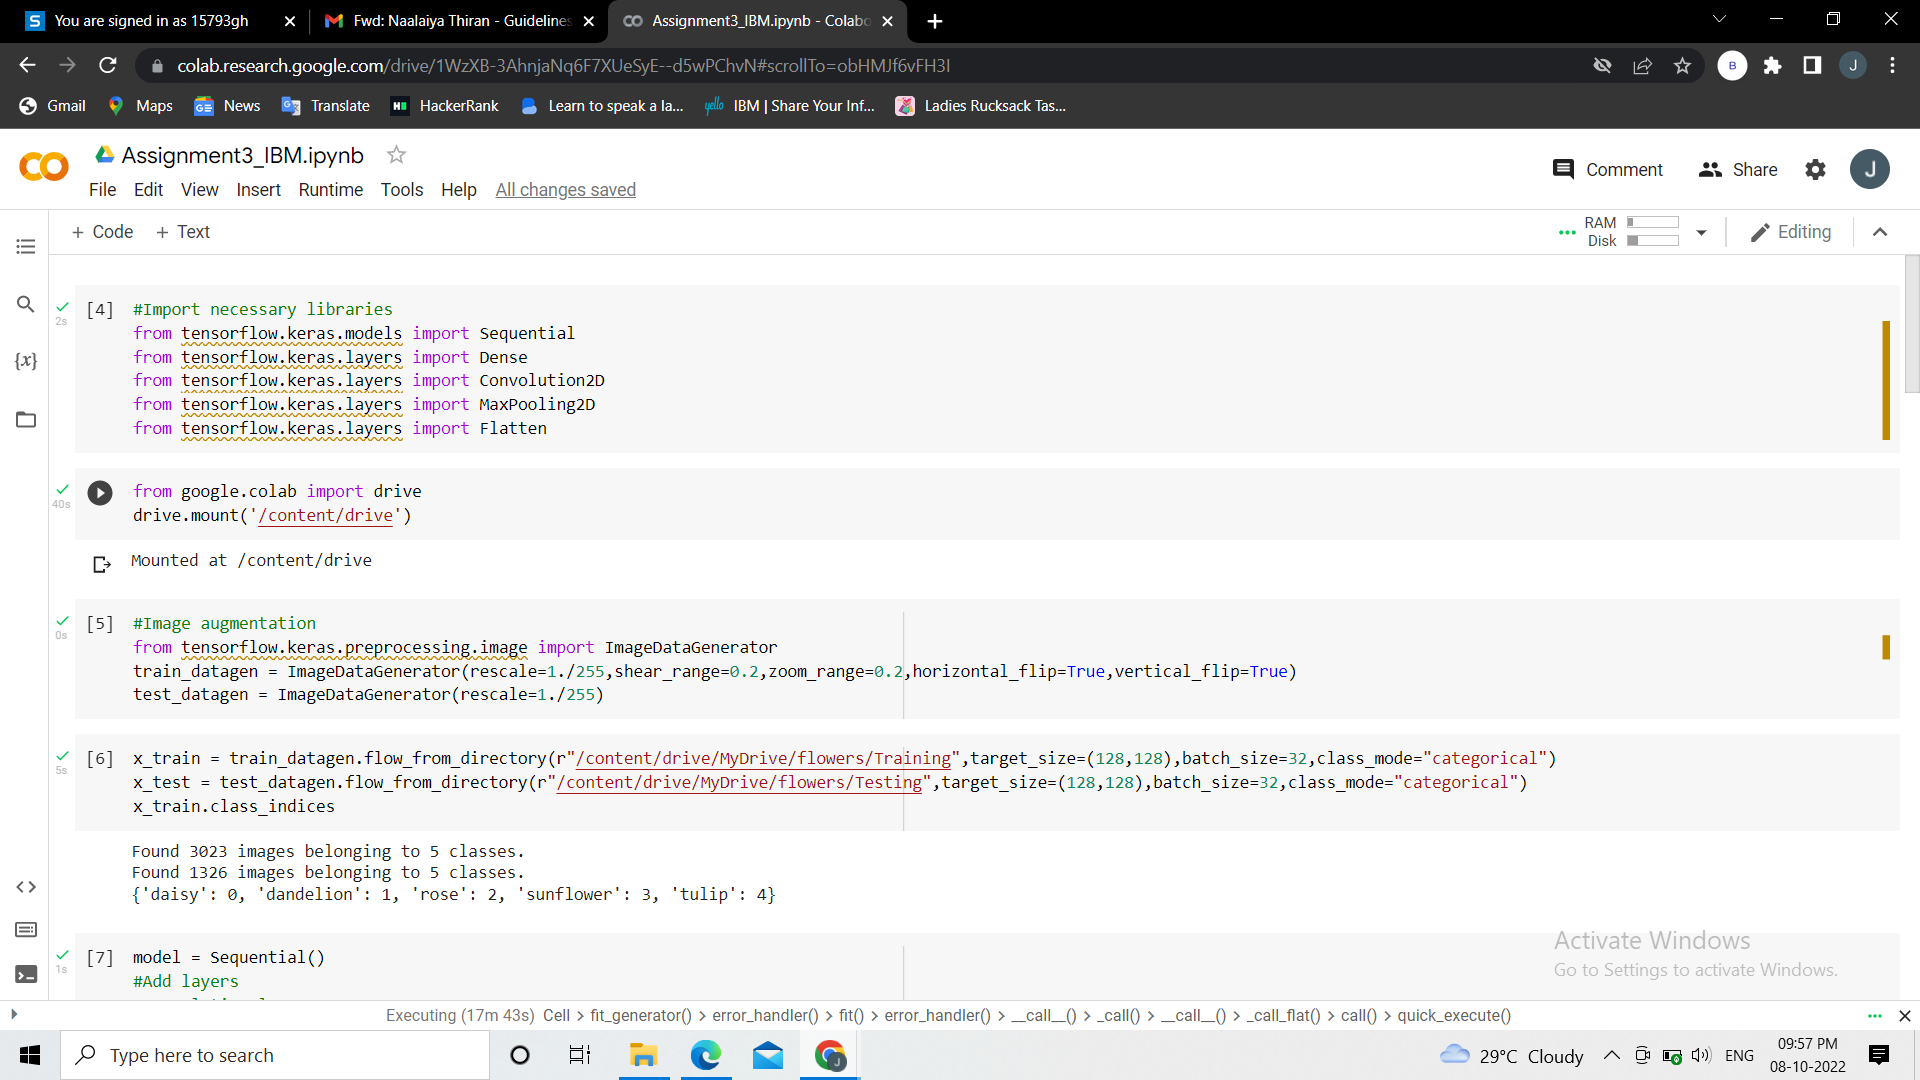 You are signed in as 15793gh
Fwd: Naalaiya Thiran - Guidelines
Assignment3_IBM.ipynb - Colabo
colab.research.google.com/drive/1WzXB-3AhnjaNq6F7XUeSyE--d5wPChvN#scrollTo=obHMJf6vFH3I
B
J
Gmail
Maps
News
Translate
HackerRank
Learn to speak a la...
yello IBM | Share Your Inf...
Ladies Rucksack Tas...
Assignment3_IBM.ipynb
File Edit View Insert Runtime Tools Help All changes saved
Comment
Share
J
+ Code + Text
RAM
Disk
Editing
[4] #Import necessary libraries
2s
from tensorflow.keras.models import Sequential
from tensorflow.keras.layers import Dense
from tensorflow.keras.layers import Convolution2D
from tensorflow.keras.layers import MaxPooling2D
from tensorflow.keras.layers import Flatten
{x}
from google.colab import drive
40s
drive.mount('/content/drive')
Mounted at /content/drive
[5] #Image augmentation
0s
from tensorflow.keras.preprocessing.image import ImageDataGenerator
train_datagen = ImageDataGenerator(rescale=1./255,shear_range=0.2,zoom_range=0.2,horizontal_flip=True,vertical_flip=True)
test_datagen = ImageDataGenerator(rescale=1./255)
[6] x_train = train_datagen.flow_from_directory(r"/content/drive/MyDrive/flowers/Training",target_size=(128,128),batch_size=32,class_mode="categorical")
5s
x_test = test_datagen.flow_from_directory(r"/content/drive/MyDrive/flowers/Testing",target_size=(128,128),batch_size=32,class_mode="categorical")
x_train.class_indices
Found 3023 images belonging to 5 classes.
Found 1326 images belonging to 5 classes.
{'daisy': 0, 'dandelion': 1, 'rose': 2, 'sunflower': 3, 'tulip': 4}
[7] model = Sequential()
1s
#Add layers
Activate Windows
Go to Settings to activate Windows.
Executing (17m 43s) Cell > fit_generator() > error_handler() > fit() > error_handler() > __call__() > _call() > __call__() > _call_flat() > call() > quick_execute()
Type here to search
29°C Cloudy
ENG
09:57 PM
08-10-2022